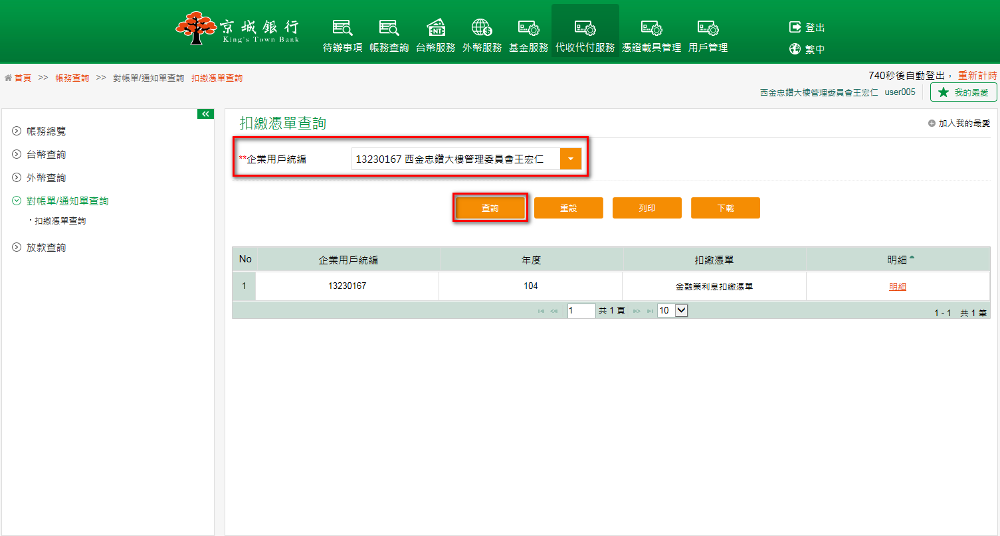 京城銀行
King's Town Bank
待辦事項 帳務查詢 台幣服務 外幣服務 基金服務 代收代付服務 憑證載具管理 用戶管理
登出
繁中
首頁 >> 帳務查詢 >> 對帳單/通知單查詢 扣繳憑單查詢
740秒後自動登出， 重新計時
西金忠鑽大樓管理委員會王宏仁 user005 我的最愛
帳務總覽
台幣查詢
外幣查詢
對帳單/通知單查詢
扣繳憑單查詢
放款查詢
扣繳憑單查詢
加入我的最愛
**企業用戶統編 13230167 西金忠鑽大樓管理委員會王宏仁
查詢 重設 列印 下載
No 企業用戶統編 年度 扣繳憑單 明細
1 13230167 104 金融業利息扣繳憑單 明細
1 共 1 頁 10 1 - 1 共 1 筆